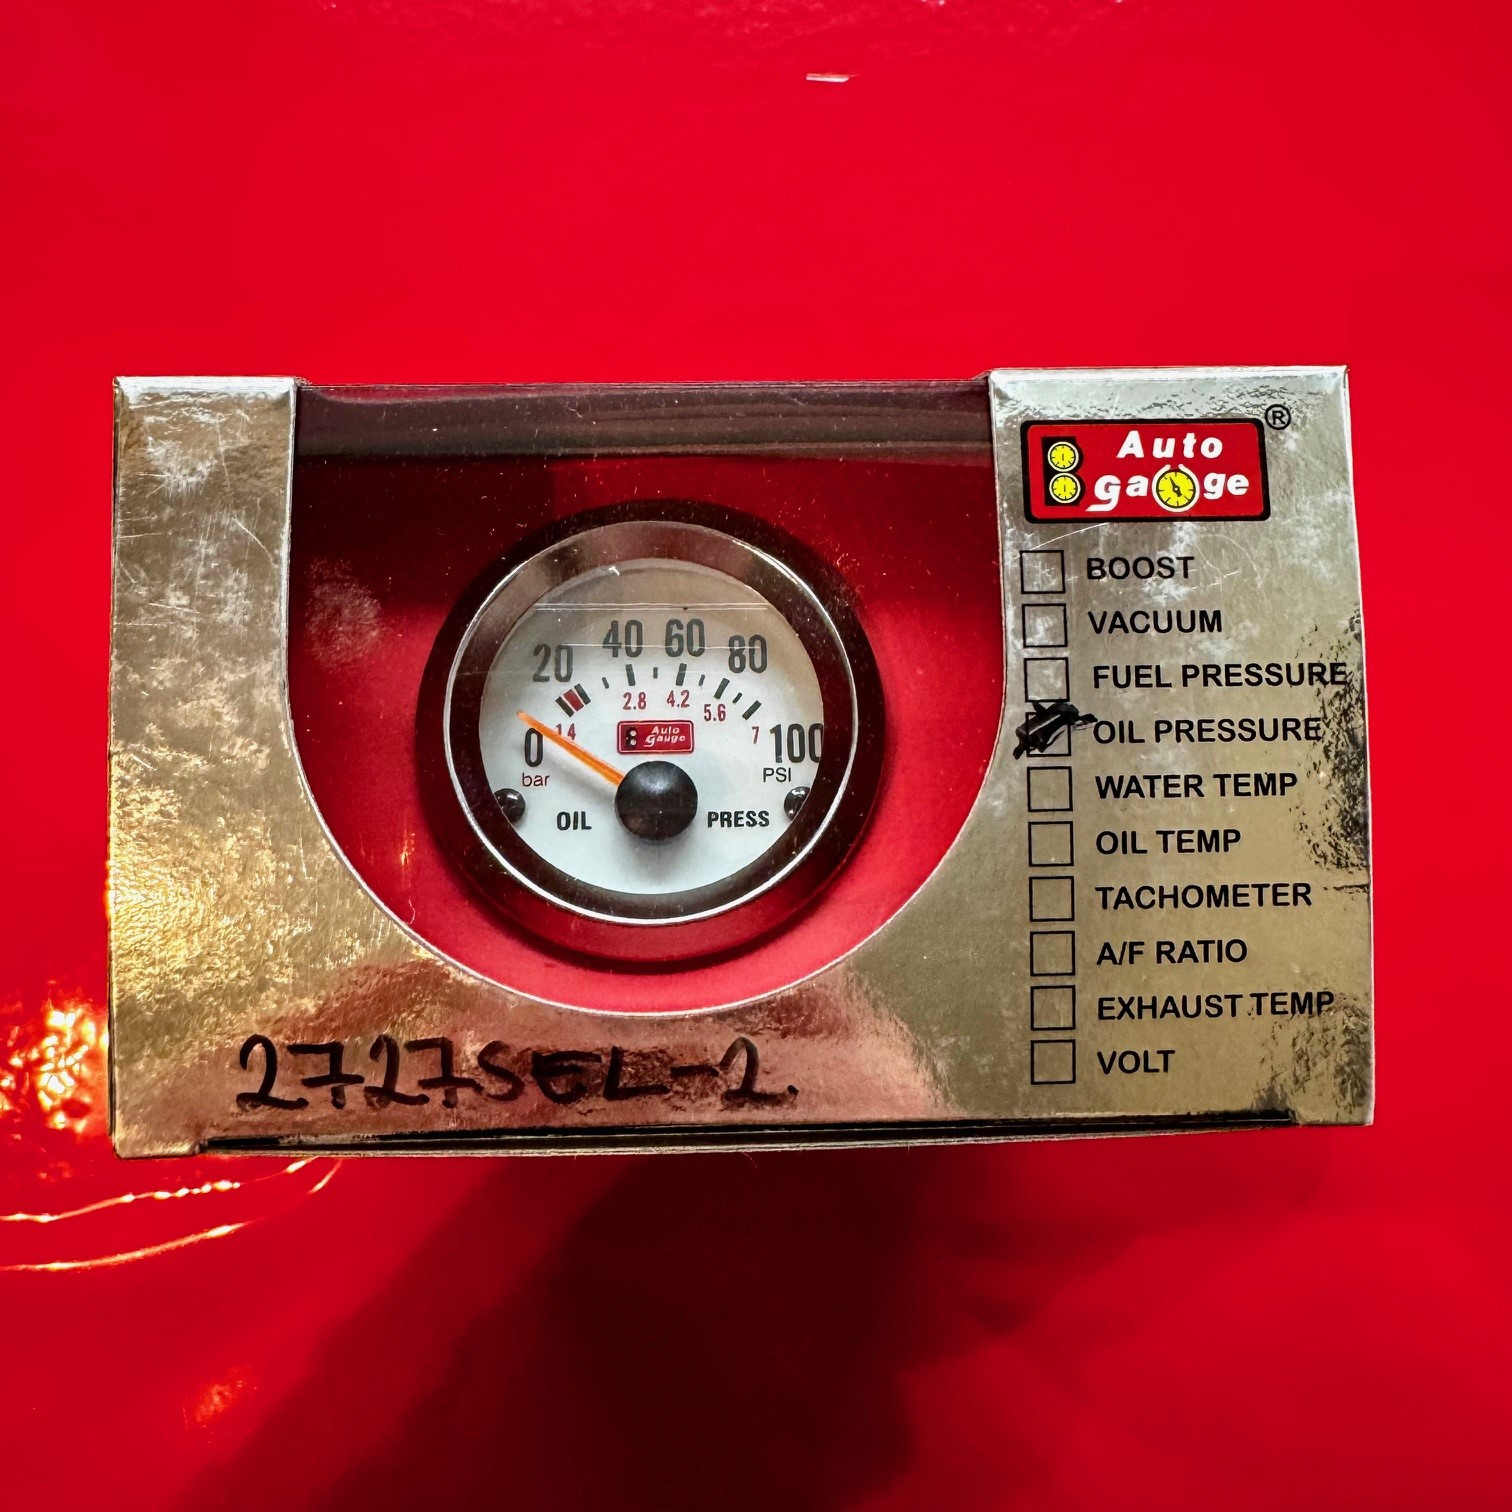 Auto
gauge
®
BOOST
VACUUM
FUEL PRESSURE
OIL PRESSURE
WATER TEMP
OIL TEMP
TACHOMETER
A/F RATIO
EXHAUST TEMP
VOLT
0 20 40 60 80 100
1.4 2.8 4.2 5.6 7
Auto
gauge
bar PSI
OIL PRESS
2727SEL-2.